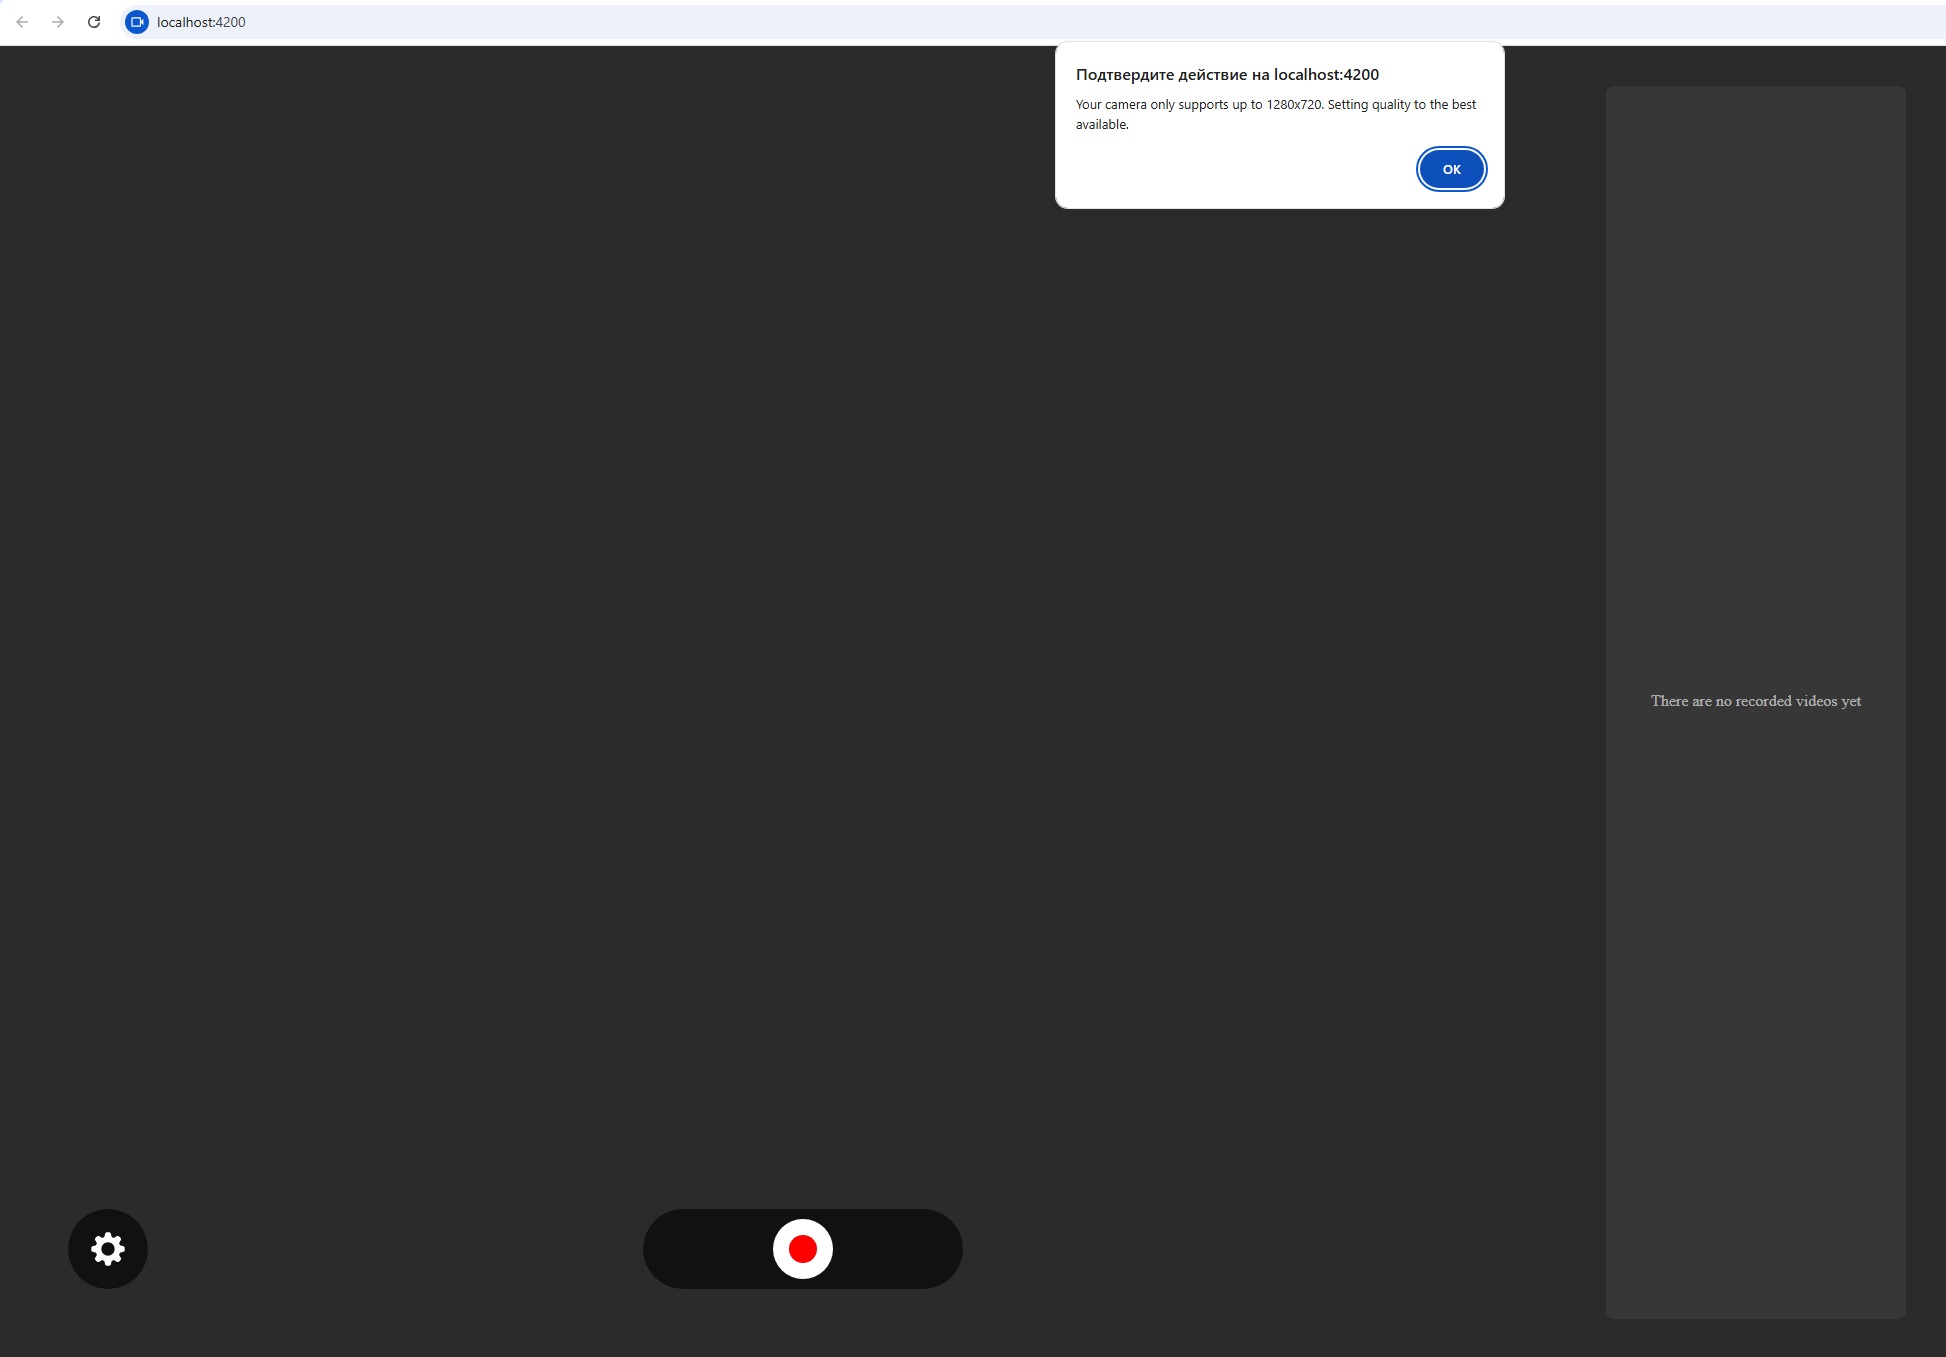 localhost:4200
Подтвердите действие на localhost:4200
Your camera only supports up to 1280x720. Setting quality to the best
available.
OK
There are no recorded videos yet